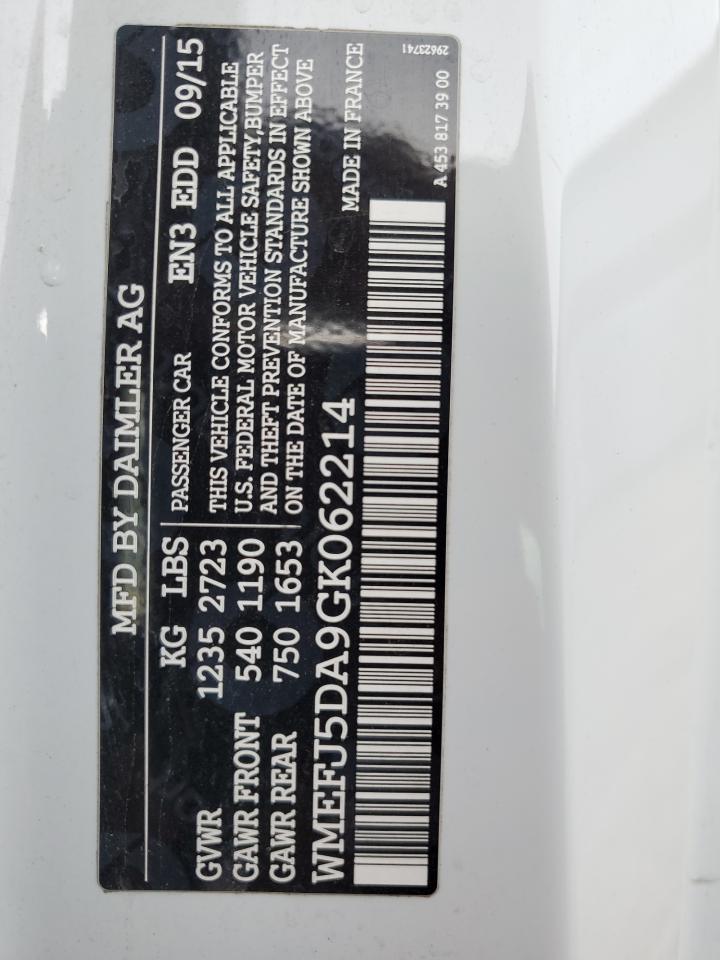 MFD BY DAIMLER AG
KG LBS
GVWR 1235 2723
GAWR FRONT 540 1190
GAWR REAR 750 1653
PASSENGER CAR EN3 EDD 09/15
THIS VEHICLE CONFORMS TO ALL APPLICABLE
U.S. FEDERAL MOTOR VEHICLE SAFETY,BUMPER
AND THEFT PREVENTION STANDARDS IN EFFECT
ON THE DATE OF MANUFACTURE SHOWN ABOVE
WMEFJ5DA9GK062214
MADE IN FRANCE
29623741
A 453 817 39 00